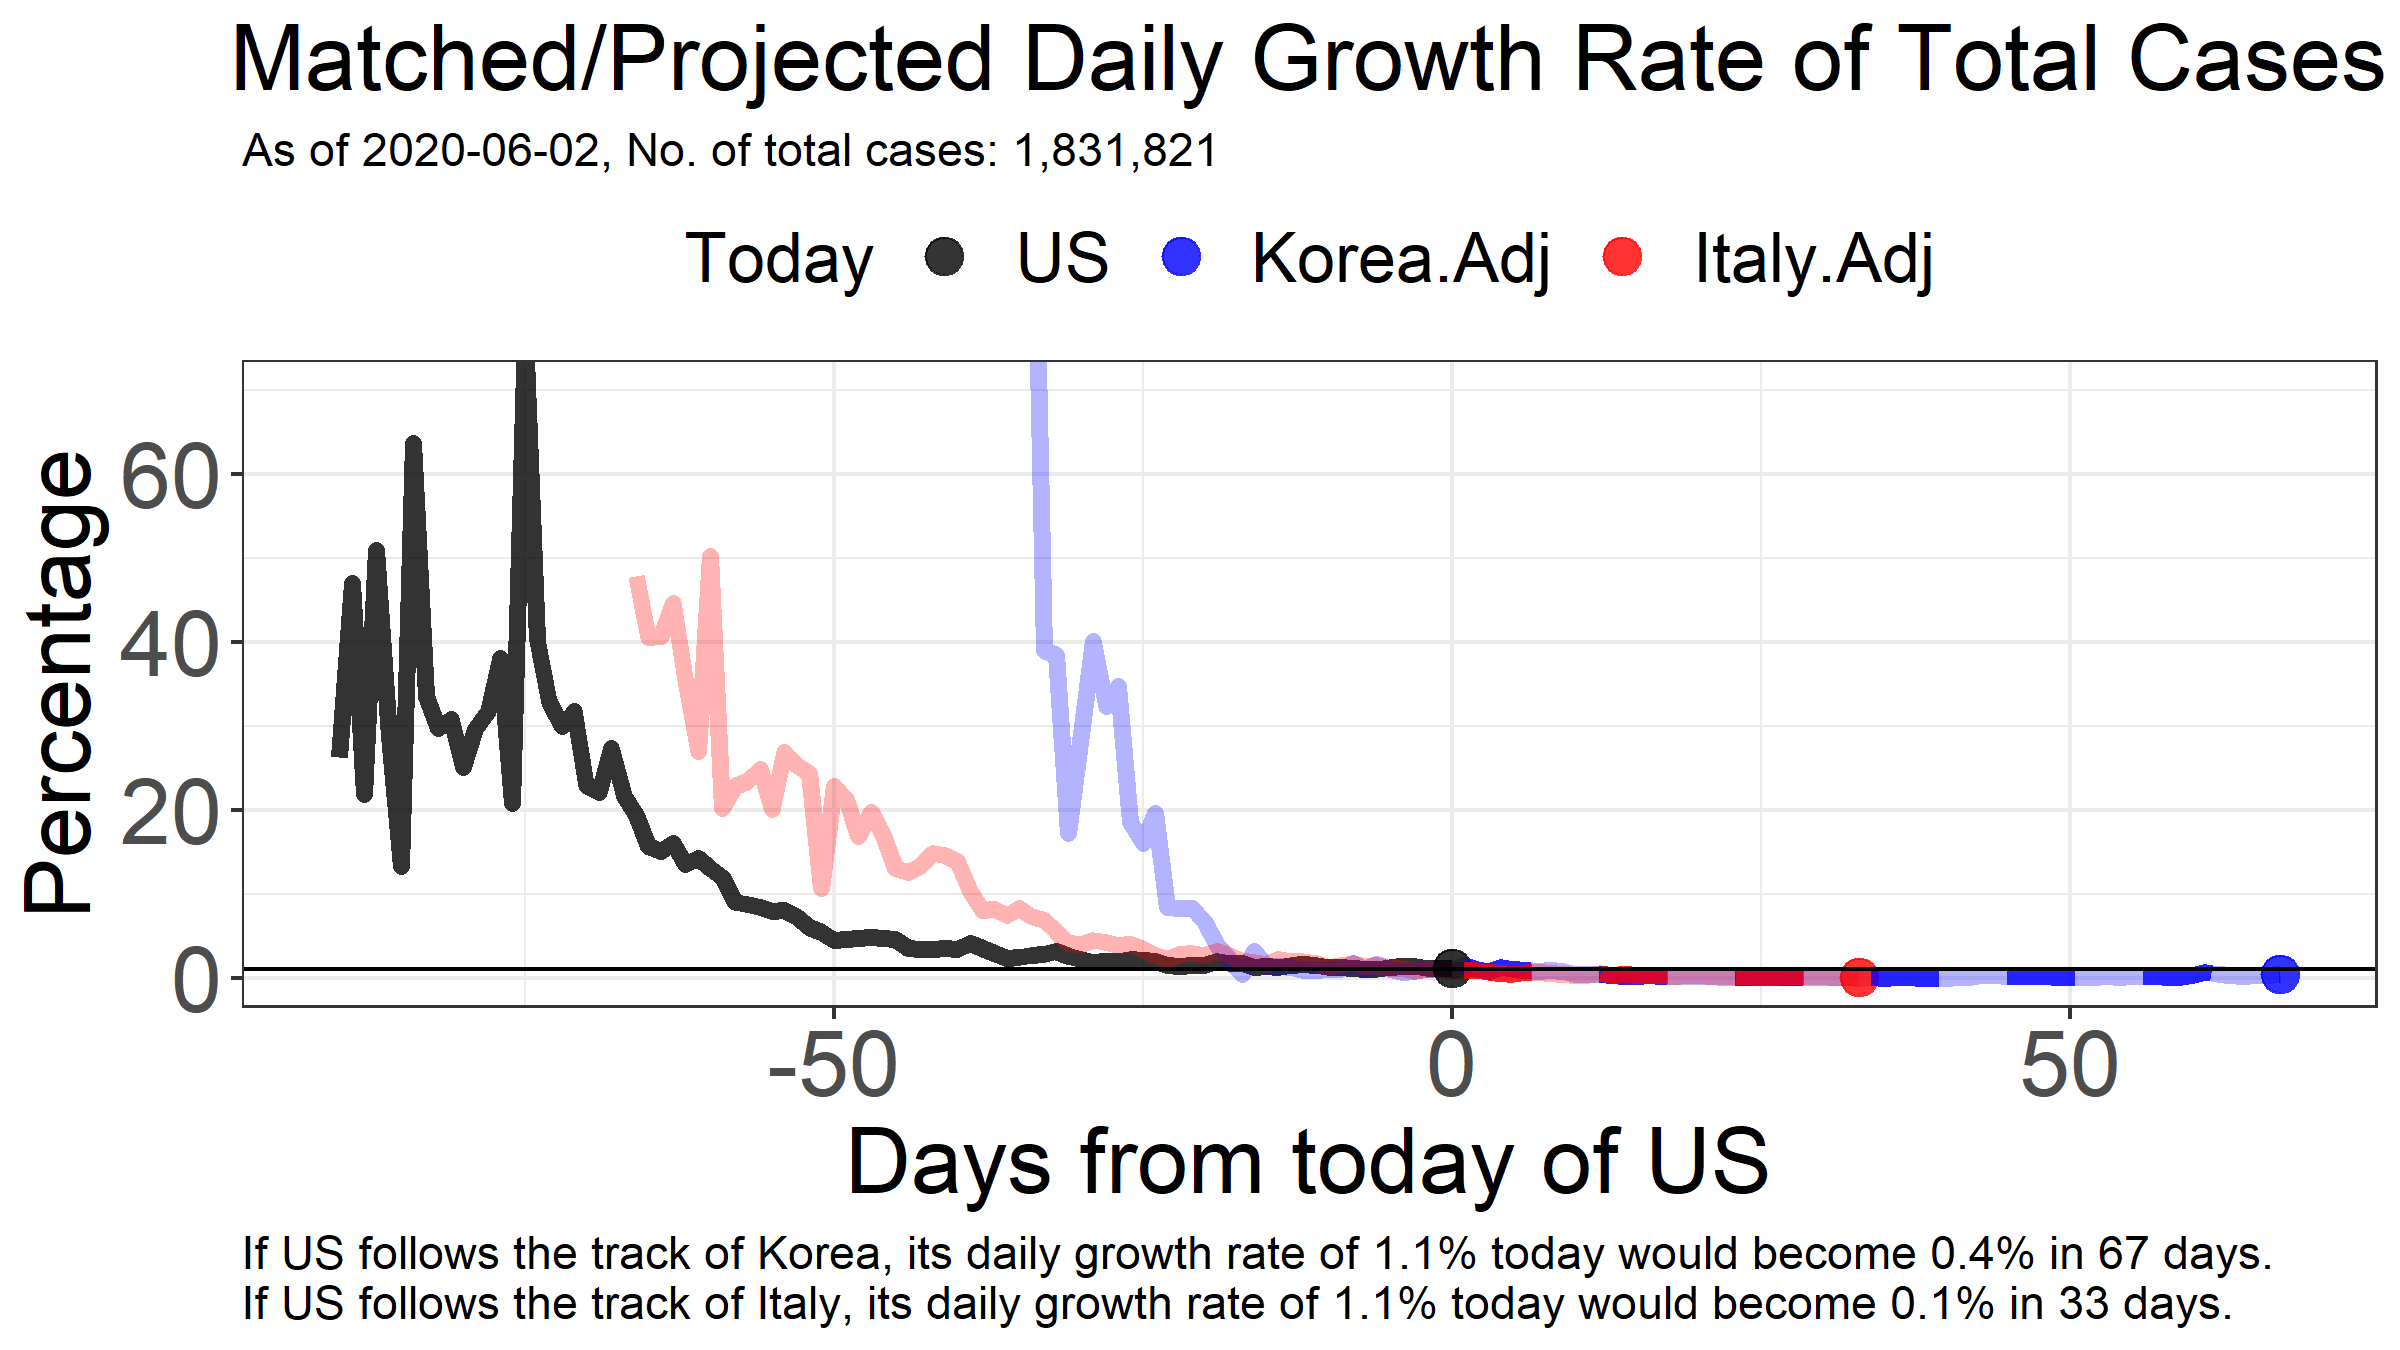 Matched/Projected Daily Growth Rate of Total Cases
As of 2020-06-02, No. of total cases: 1,831,821
Today US Korea.Adj Italy.Adj
Percentage
60
40
20
0
-50 0 50
Days from today of US
If US follows the track of Korea, its daily growth rate of 1.1% today would become 0.4% in 67 days.
If US follows the track of Italy, its daily growth rate of 1.1% today would become 0.1% in 33 days.